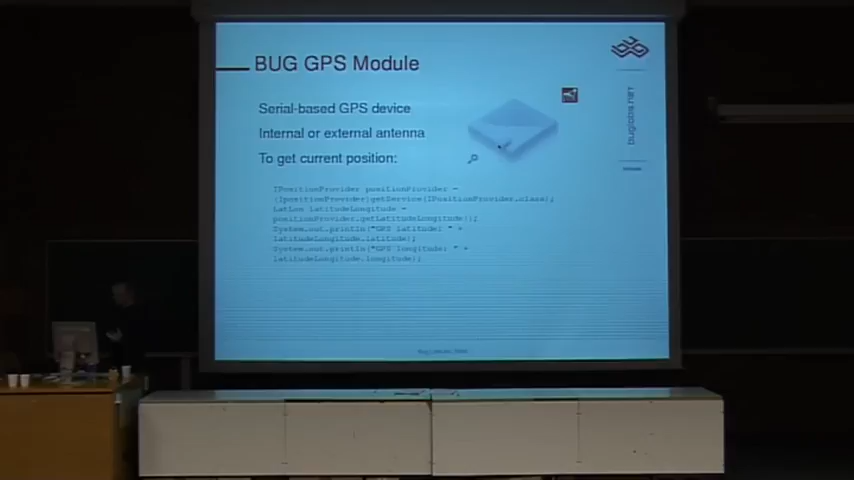 BUG GPS Module
Serial-based GPS device
Internal or external antenna
To get current position:
IPositionProvider positionProvider =
(IpositionProvider)getService(IPositionProvider.class);
LatLon latitudeLongitude =
positionProvider.getLatitudeLongitude();
System.out.println("GPS Latitude: " +
latitudeLongitude.latitude);
System.out.println("GPS longitude: " +
latitudeLongitude.longitude);
buglabs.net